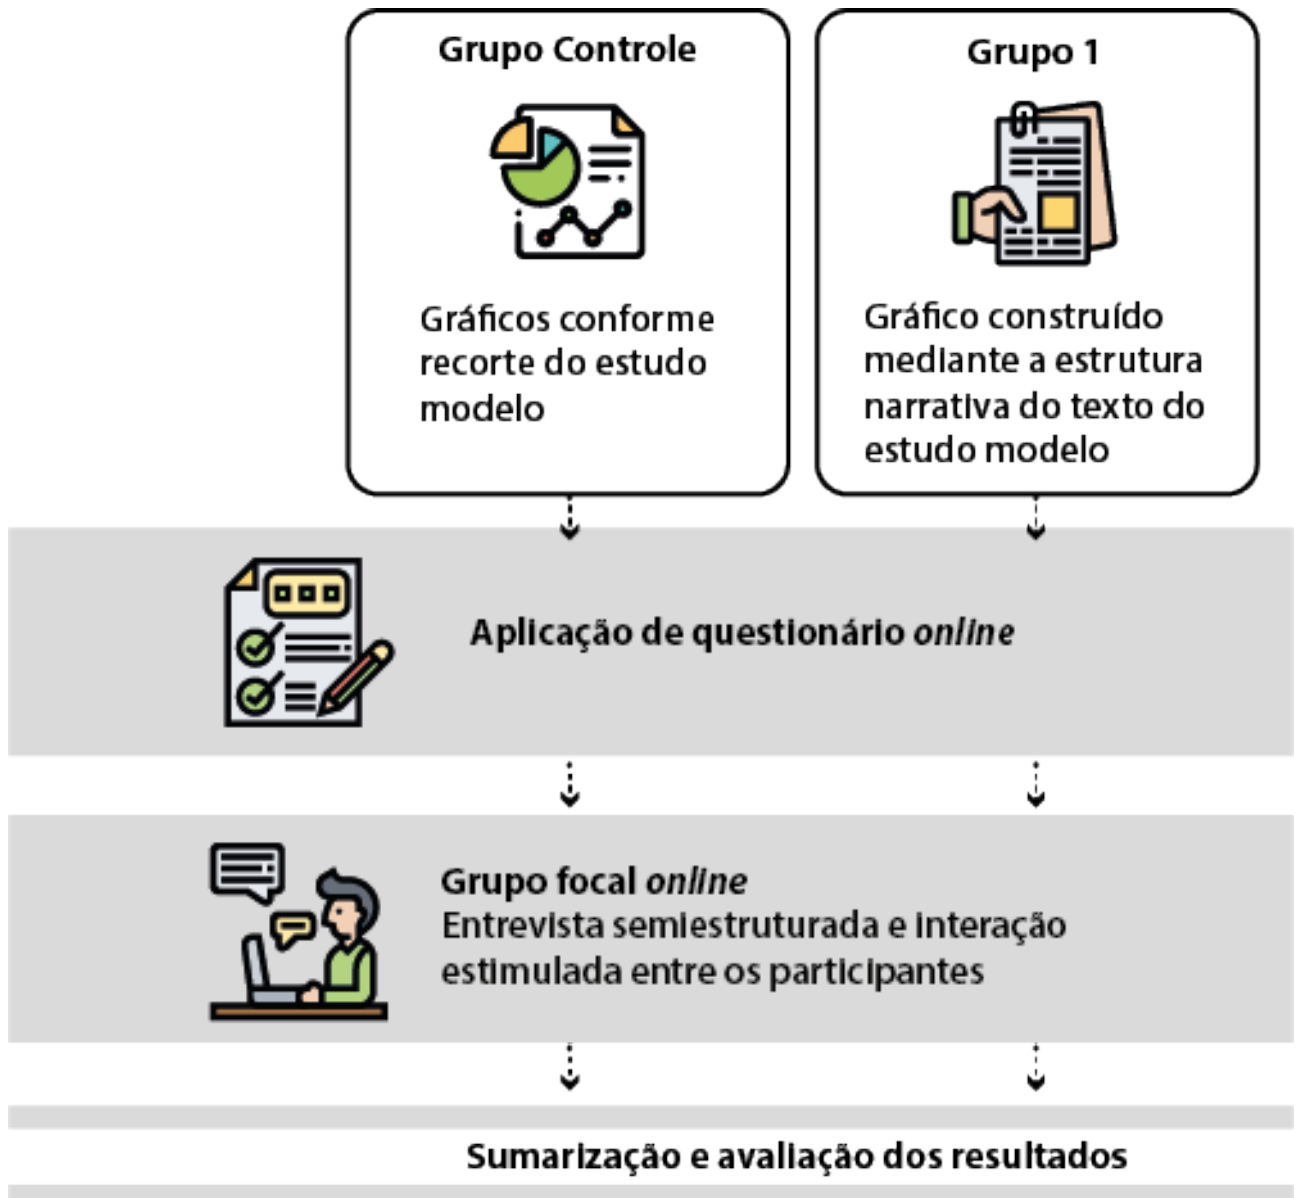 Grupo Controle
Gráficos conforme
recorte do estudo
modelo
Grupo 1
Gráfico construído
mediante a estrutura
narrativa do texto do
estudo modelo
Aplicação de questionário online
Grupo focal online
Entrevista semiestruturada e interação
estimulada entre os participantes
Sumarização e avaliação dos resultados